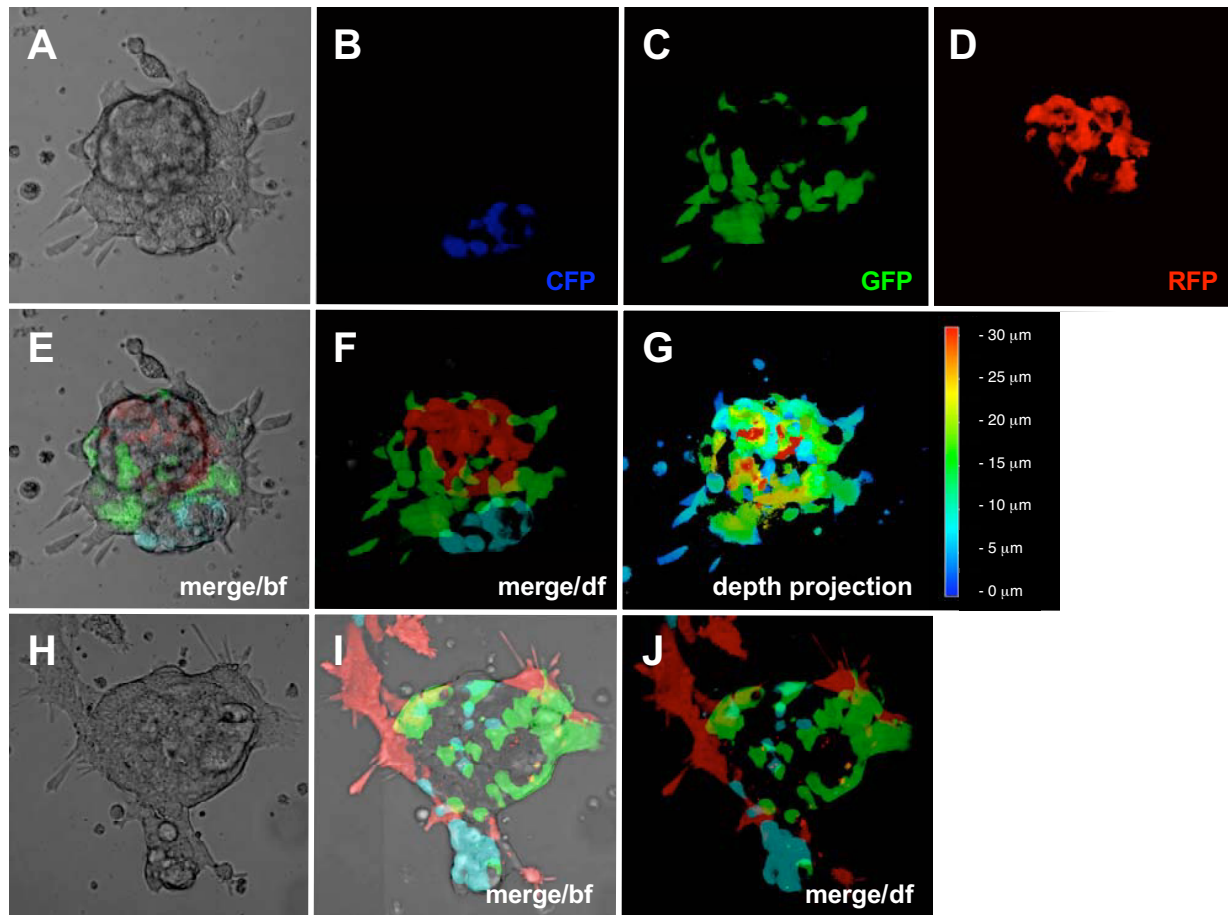 A
B
CFP
C
GFP
D
RFP
E
merge/bf
F
merge/df
G
depth projection
- 30 μm
- 25 μm
- 20 μm
- 15 μm
- 10 μm
- 5 μm
- 0 μm
H
I
merge/bf
J
merge/df